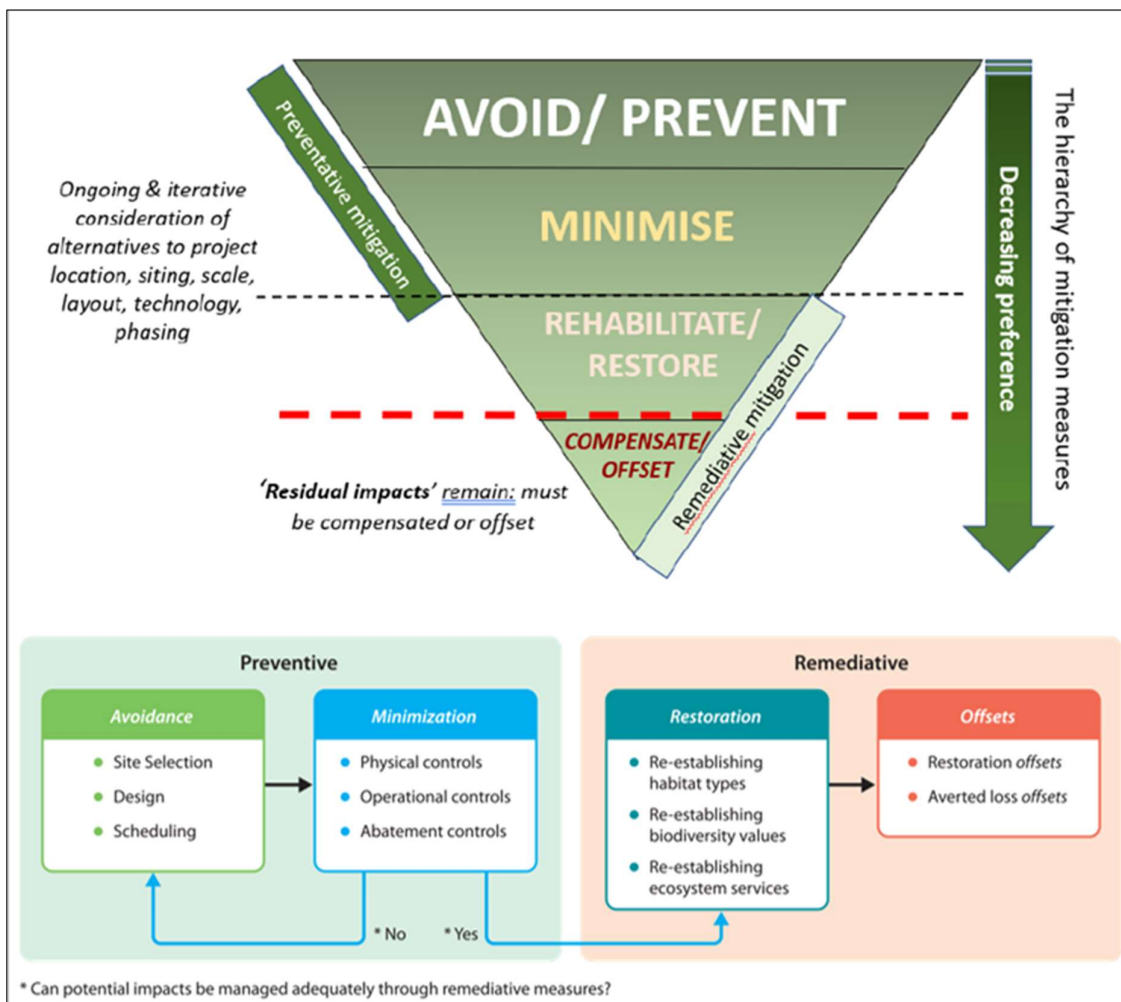 AVOID/ PREVENT
MINIMISE
REHABILITATE/
RESTORE
COMPENSATE/
OFFSET
Preventative mitigation
Remediative mitigation
Ongoing & iterative
consideration of
alternatives to project
location, siting, scale,
layout, technology,
phasing
'Residual impacts' remain: must
be compensated or offset
Decreasing preference
The hierarchy of mitigation measures
Preventive
Avoidance
• Site Selection
• Design
• Scheduling
Minimization
• Physical controls
• Operational controls
• Abatement controls
* No
* Yes
Remediative
Restoration
• Re-establishing
habitat types
• Re-establishing
biodiversity values
• Re-establishing
ecosystem services
Offsets
• Restoration offsets
• Averted loss offsets
* Can potential impacts be managed adequately through remediative measures?